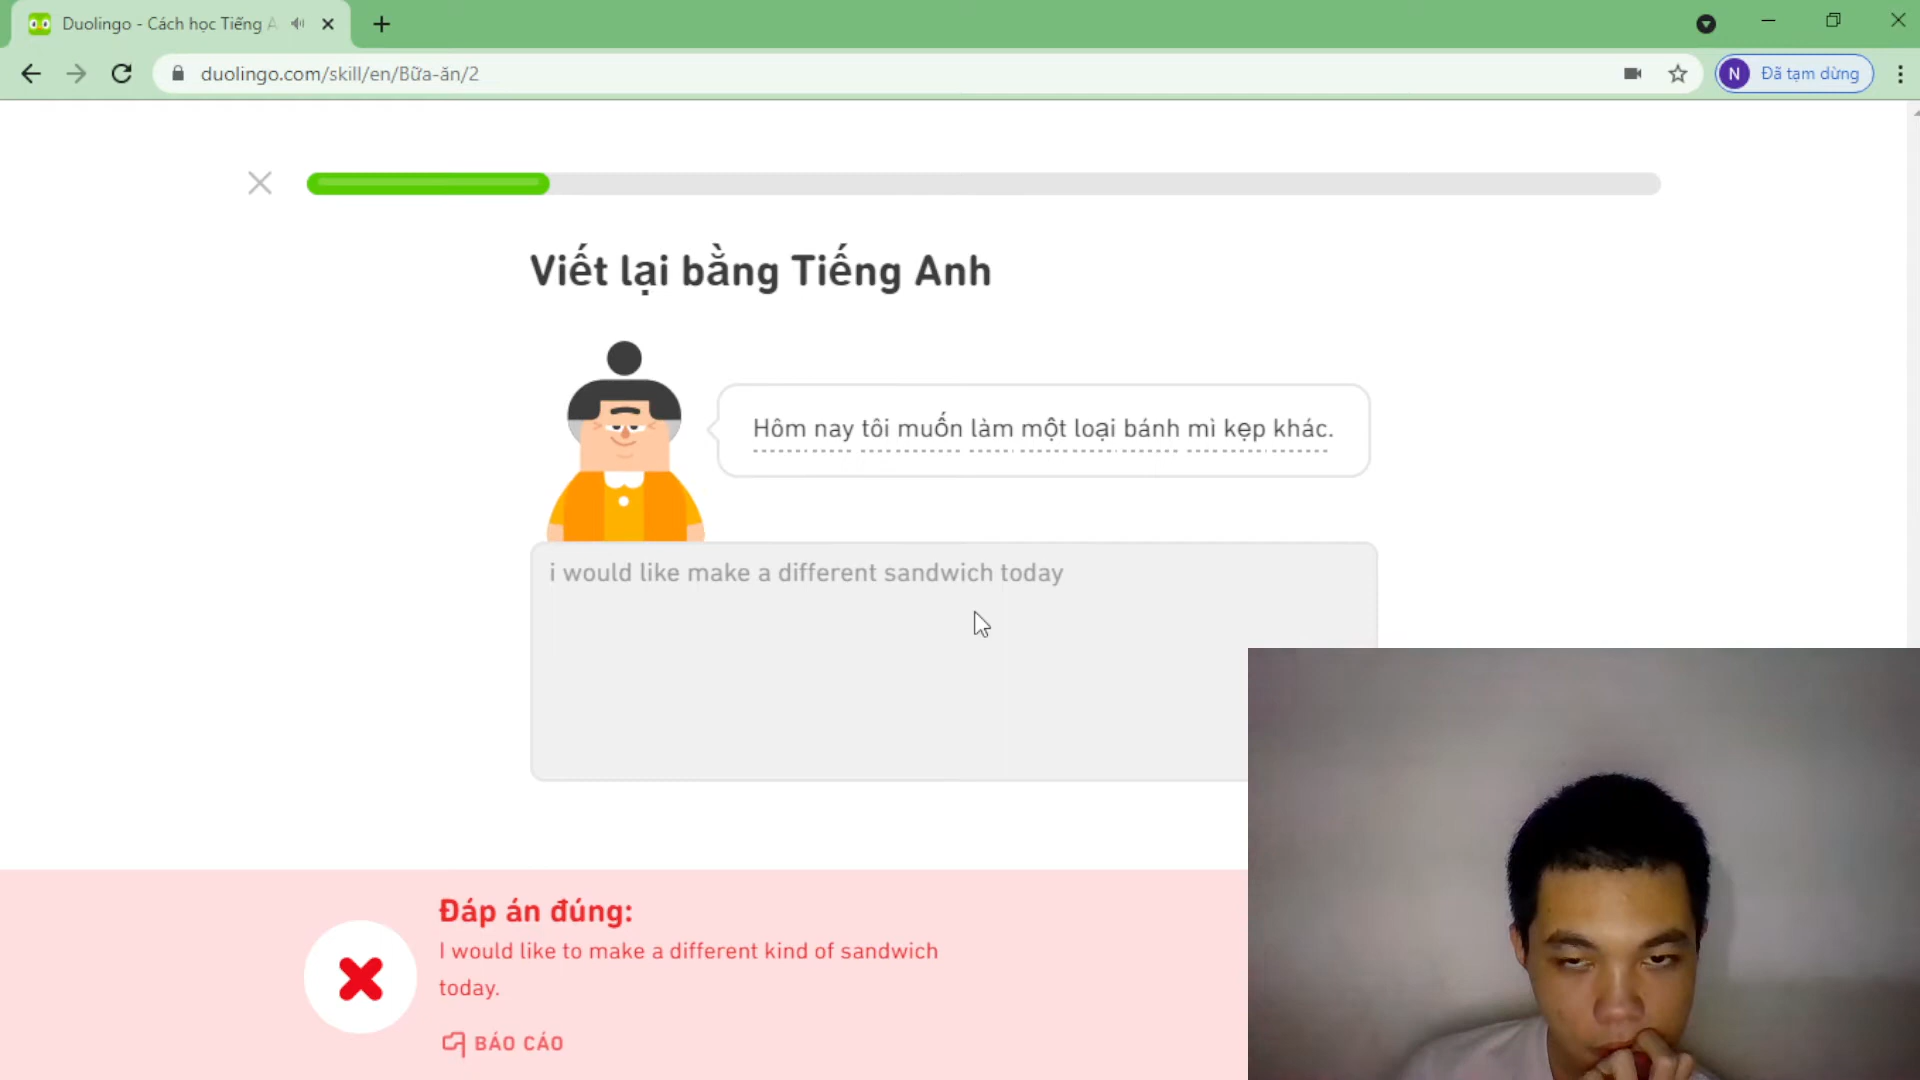 Duolingo - Cách học Tiếng A
duolingo.com/skill/en/Bữa-ăn/2
N Đã tạm dừng
Viết lại bằng Tiếng Anh
Hôm nay tôi muốn làm một loại bánh mì kẹp khác.
i would like make a different sandwich today
Đáp án đúng:
I would like to make a different kind of sandwich
today.
BÁO CÁO